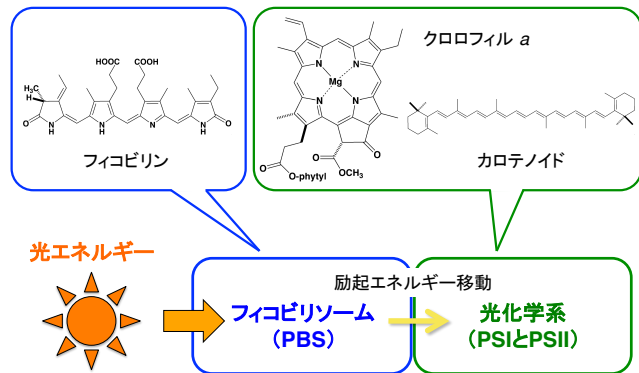 HOOC COOH
H3C
H
O
N
H
N
H
N
N
H
O
フィコビリン
クロロフィル a
N
N
Mg
N
N
O
O
O-phytyl
O
OCH3
カロテノイド
光エネルギー
励起エネルギー移動
フィコビリソーム
(PBS)
光化学系
(PSIとPSII)